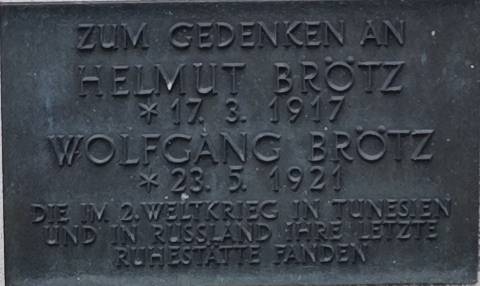 ZUM GEDENKEN AN
HELMUT BRÖTZ
*17. 3. 1917
WOLFGANG BRÖTZ
*23. 5. 1921
DIE IM 2. WELTKRIEG IN TUNESIEN
UND IN RUSSLAND IHRE LETZTE
RUHESTÄTTE FANDEN